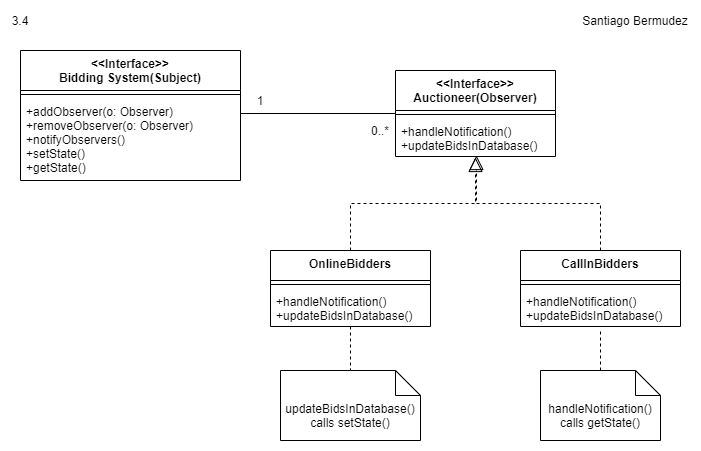 3.4
Santiago Bermudez
<<Interface>>
Bidding System(Subject)
+addObserver(o: Observer)
+removeObserver(o: Observer)
+notifyObservers()
+setState()
+getState()
1
0..*
<<Interface>>
Auctioneer(Observer)
+handleNotification()
+updateBidsInDatabase()
OnlineBidders
+handleNotification()
+updateBidsInDatabase()
CallInBidders
+handleNotification()
+updateBidsInDatabase()
updateBidsInDatabase()
calls setState()
handleNotification()
calls getState()